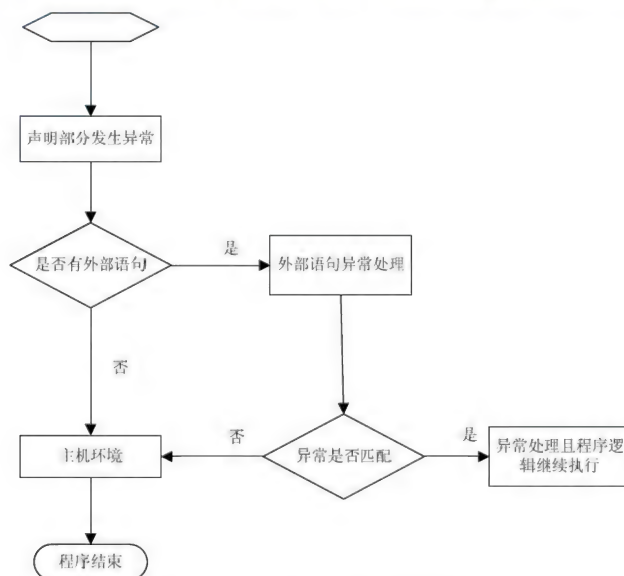 声明部分发生异常
是否有外部语句
是
外部语句异常处理
否
主机环境
否
异常是否匹配
是
异常处理且程序逻
辑继续执行
程序结束